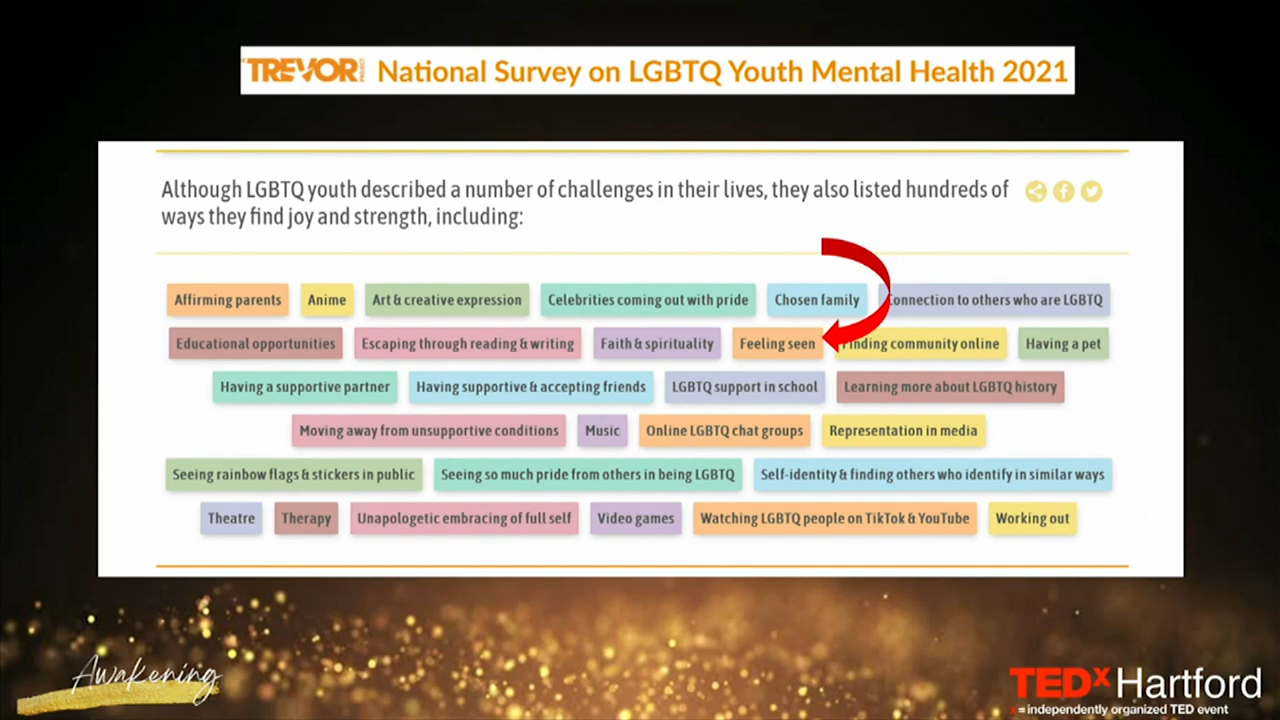 TREVOR PROJECT National Survey on LGBTQ Youth Mental Health 2021
Although LGBTQ youth described a number of challenges in their lives, they also listed hundreds of
ways they find joy and strength, including:
Affirming parents Anime Art & creative expression Celebrities coming out with pride Chosen family onnection to others who are LGBTQ
Educational opportunities Escaping through reading & writing Faith & spirituality Feeling seen Finding community online Having a pet
Having a supportive partner Having supportive & accepting friends LGBTQ support in school Learning more about LGBTQ history
Moving away from unsupportive conditions Music Online LGBTQ chat groups Representation in media
Seeing rainbow flags & stickers in public Seeing so much pride from others in being LGBTQ Self-identity & finding others who identify in similar ways
Theatre Therapy Unapologetic embracing of full self Video games Watching LGBTQ people on TikTok & YouTube Working out
Awakening
TEDx Hartford
x = independently organized TED event